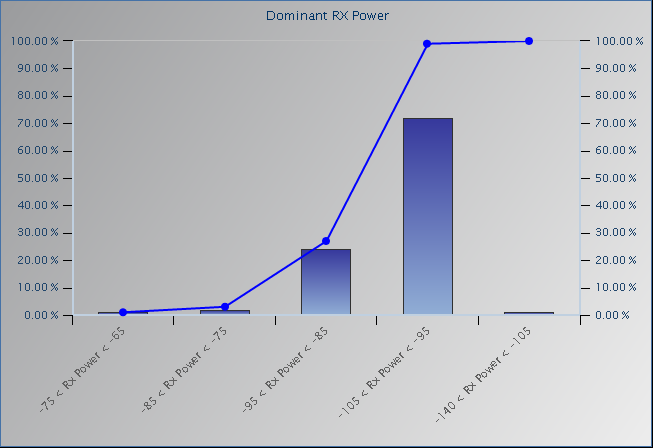 Dominant RX Power
100.00 % 100.00 %
90.00 % 90.00 %
80.00 % 80.00 %
70.00 % 70.00 %
60.00 % 60.00 %
50.00 % 50.00 %
40.00 % 40.00 %
30.00 % 30.00 %
20.00 % 20.00 %
10.00 % 10.00 %
0.00 % 0.00 %
-75 < Rx Power < -65
-85 < Rx Power < -75
-95 < Rx Power < -85
-105 < Rx Power < -95
-140 < Rx Power < -105